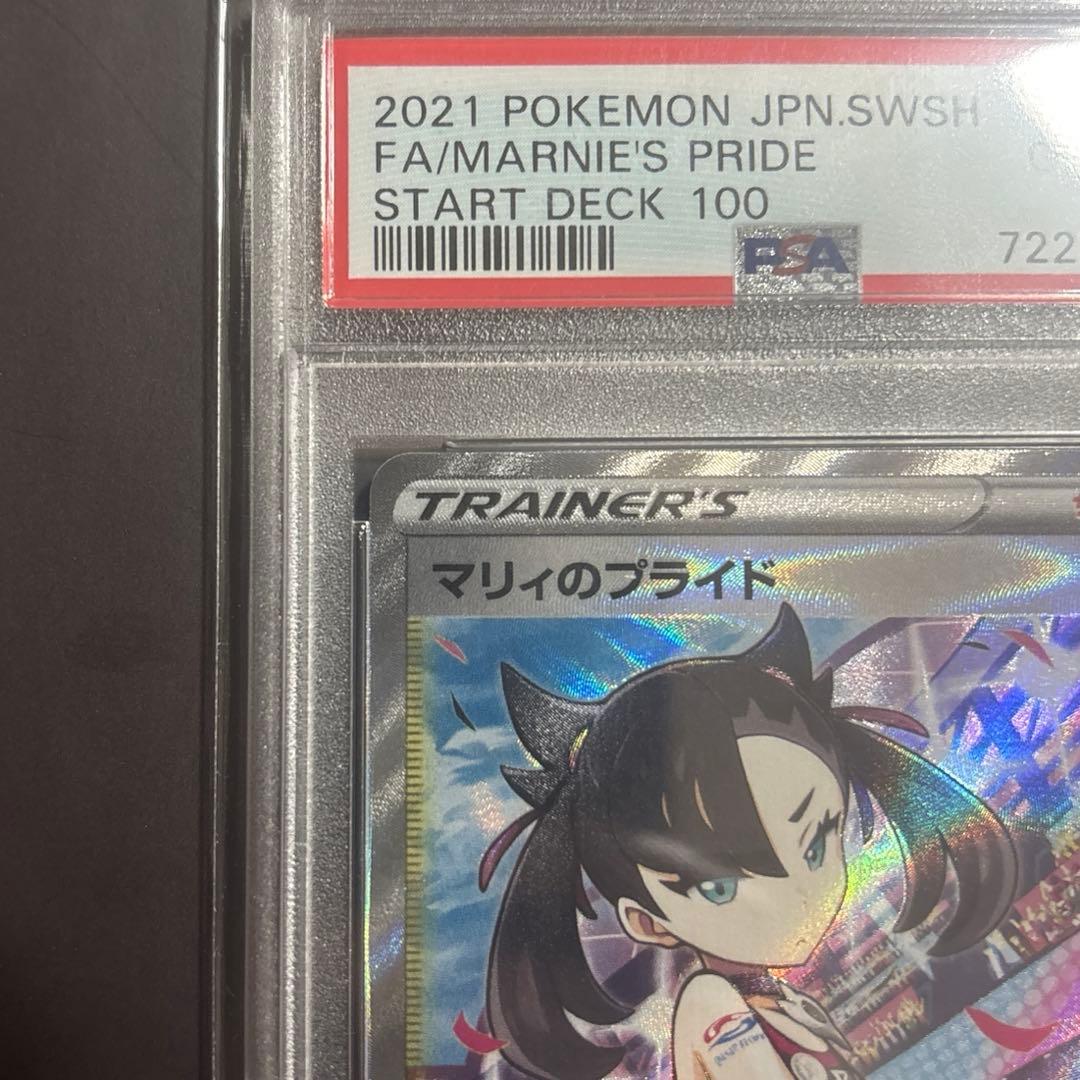 2021 POKEMON JPN.SWSH
FA/MARNIE'S PRIDE
START DECK 100
PSA
722
TRAINER'S
マリィのプライド